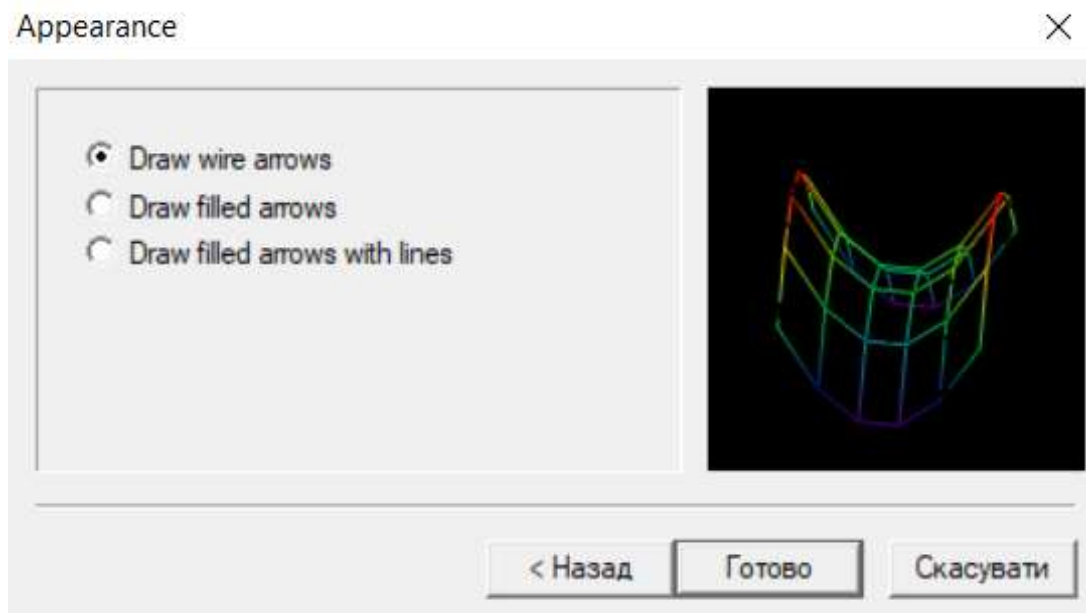 Appearance
Draw wire arrows
Draw filled arrows
Draw filled arrows with lines
< Назад
Готово
Скасувати